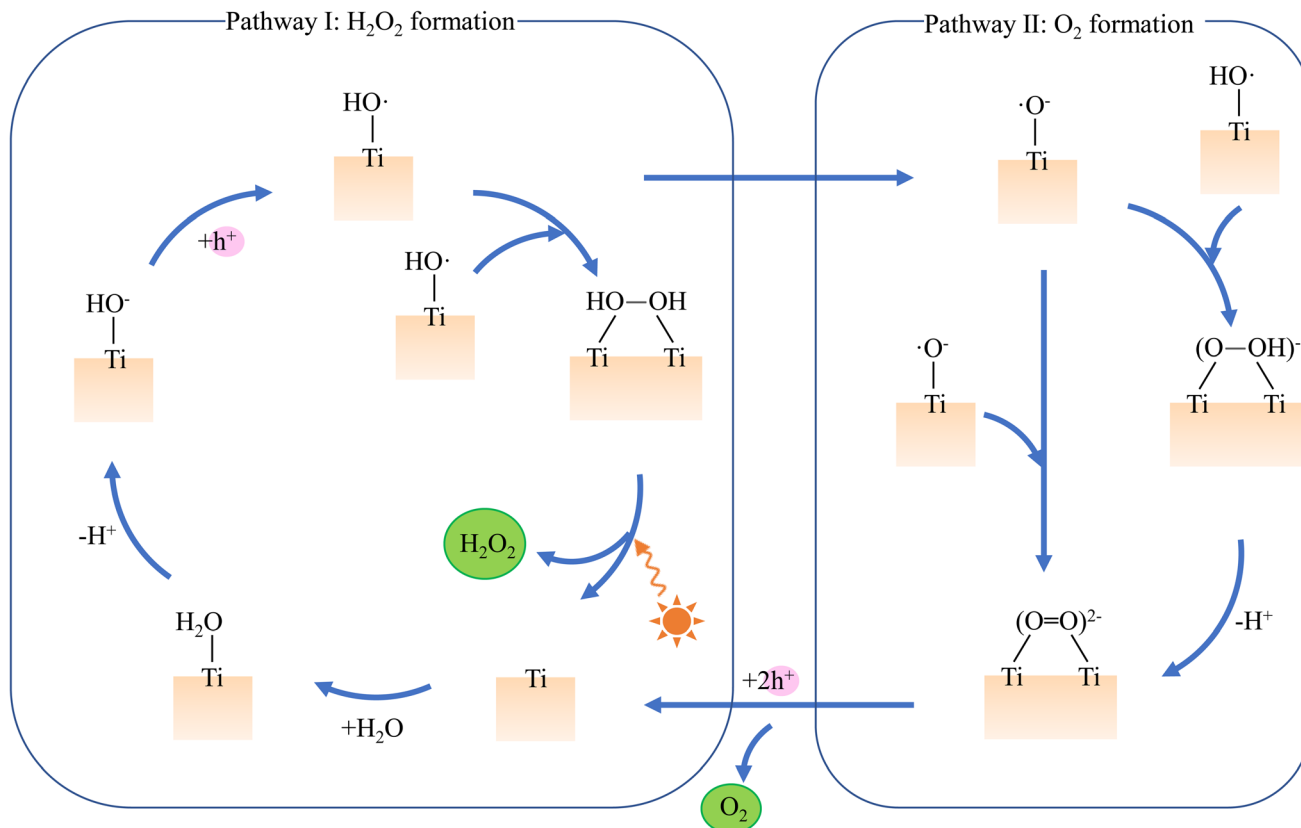 Pathway I: H₂O₂ formation
Pathway II: O₂ formation
HO·
Ti
+h⁺
HO·
Ti
HO⁻
Ti
HO—OH
Ti Ti
-H⁺
H₂O₂
H₂O
Ti
+H₂O
Ti
·O⁻
Ti
HO·
Ti
·O⁻
Ti
(O—OH)⁻
Ti Ti
(O=O)²⁻
Ti Ti
-H⁺
+2h⁺
O₂